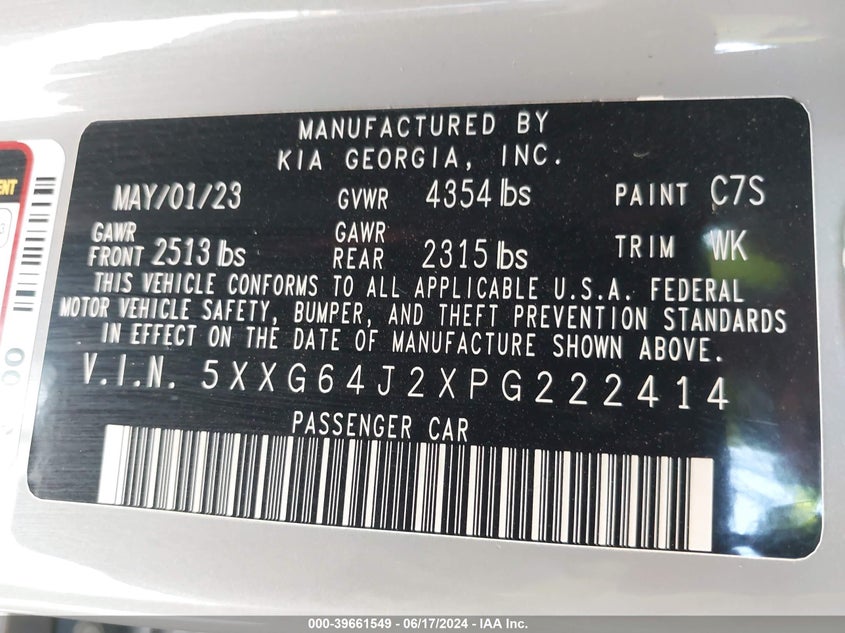 MANUFACTURED BY
KIA GEORGIA, INC.
MAY/01/23 GVWR 4354 lbs PAINT C7S
GAWR FRONT 2513 lbs GAWR REAR 2315 lbs TRIM WK
THIS VEHICLE CONFORMS TO ALL APPLICABLE U.S.A. FEDERAL
MOTOR VEHICLE SAFETY, BUMPER, AND THEFT PREVENTION STANDARDS
IN EFFECT ON THE DATE OF MANUFACTURE SHOWN ABOVE.
V.I.N. 5XXG64J2XPG222414
PASSENGER CAR
000-39661549 - 06/17/2024 - IAA Inc.